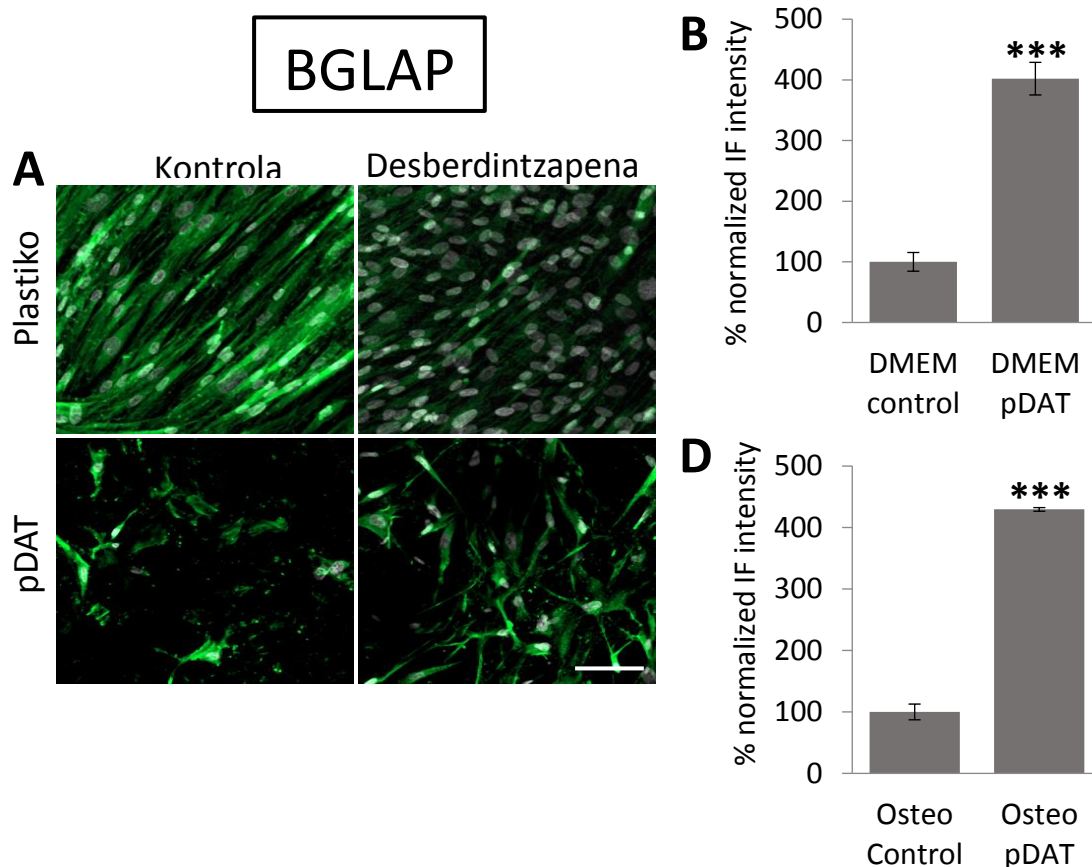 BGLAP
A
Kontrola
Desberdintzapena
Plastiko
pDAT
B
% normalized IF intensity
500
400
300
200
100
0
***
DMEM
control
DMEM
pDAT
D
% normalized IF intensity
500
400
300
200
100
0
***
Osteo
Control
Osteo
pDAT